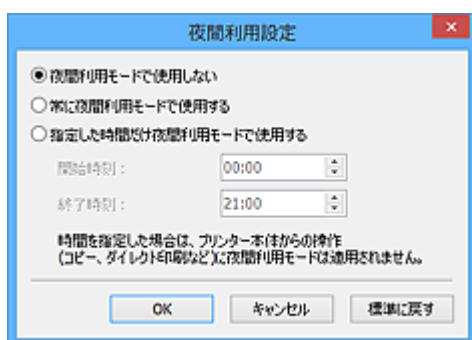 夜間利用設定
夜間利用モードで使用しない
常に夜間利用モードで使用する
指定した時間だけ夜間利用モードで使用する
開始時刻： 00:00
終了時刻： 21:00
時間を指定した場合は、プリンター本体からの操作
(コピー、ダイレクト印刷など)に夜間利用モードは適用されません。
OK キャンセル 標準に戻す